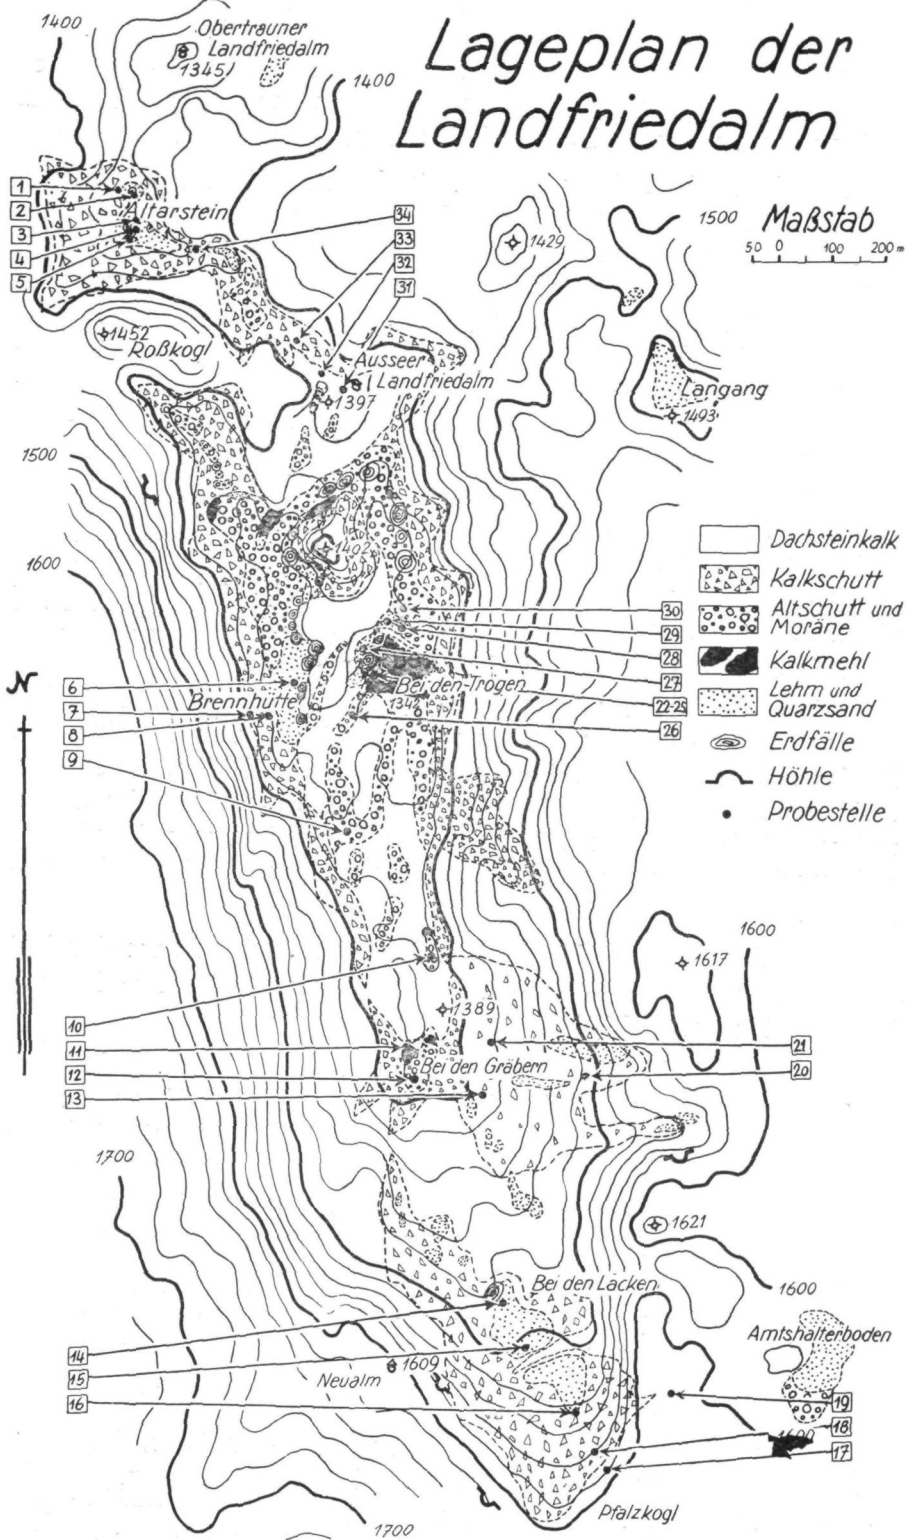 Lageplan der
Landfriedalm
1400
Obertrauner
Landfriedalm
1345
1400
1
2
3
4
5
Altarstein
34
33
32
31
1429
1500
Maßstab
50 0 100 200 m
1452
Roßkogl
Ausseer
Landfriedalm
1397
Langang
1493
1500
1600
Dachsteinkalk
Kalkschutt
Altschutt und
Moräne
Kalkmehl
Lehm und
Quarzsand
Erdfälle
Höhle
Probestelle
30
29
28
27
22-25
26
N
6
7
8
9
Brennhütte
Bei den Trögen
1342
1600
1617
10
11
12
13
1389
Bei den Gräbern
21
20
1700
1621
1600
Bei den Lacken
Amtshalterboden
14
15
16
1609
Neualm
19
18
17
1600
Pfalzkogl
1700